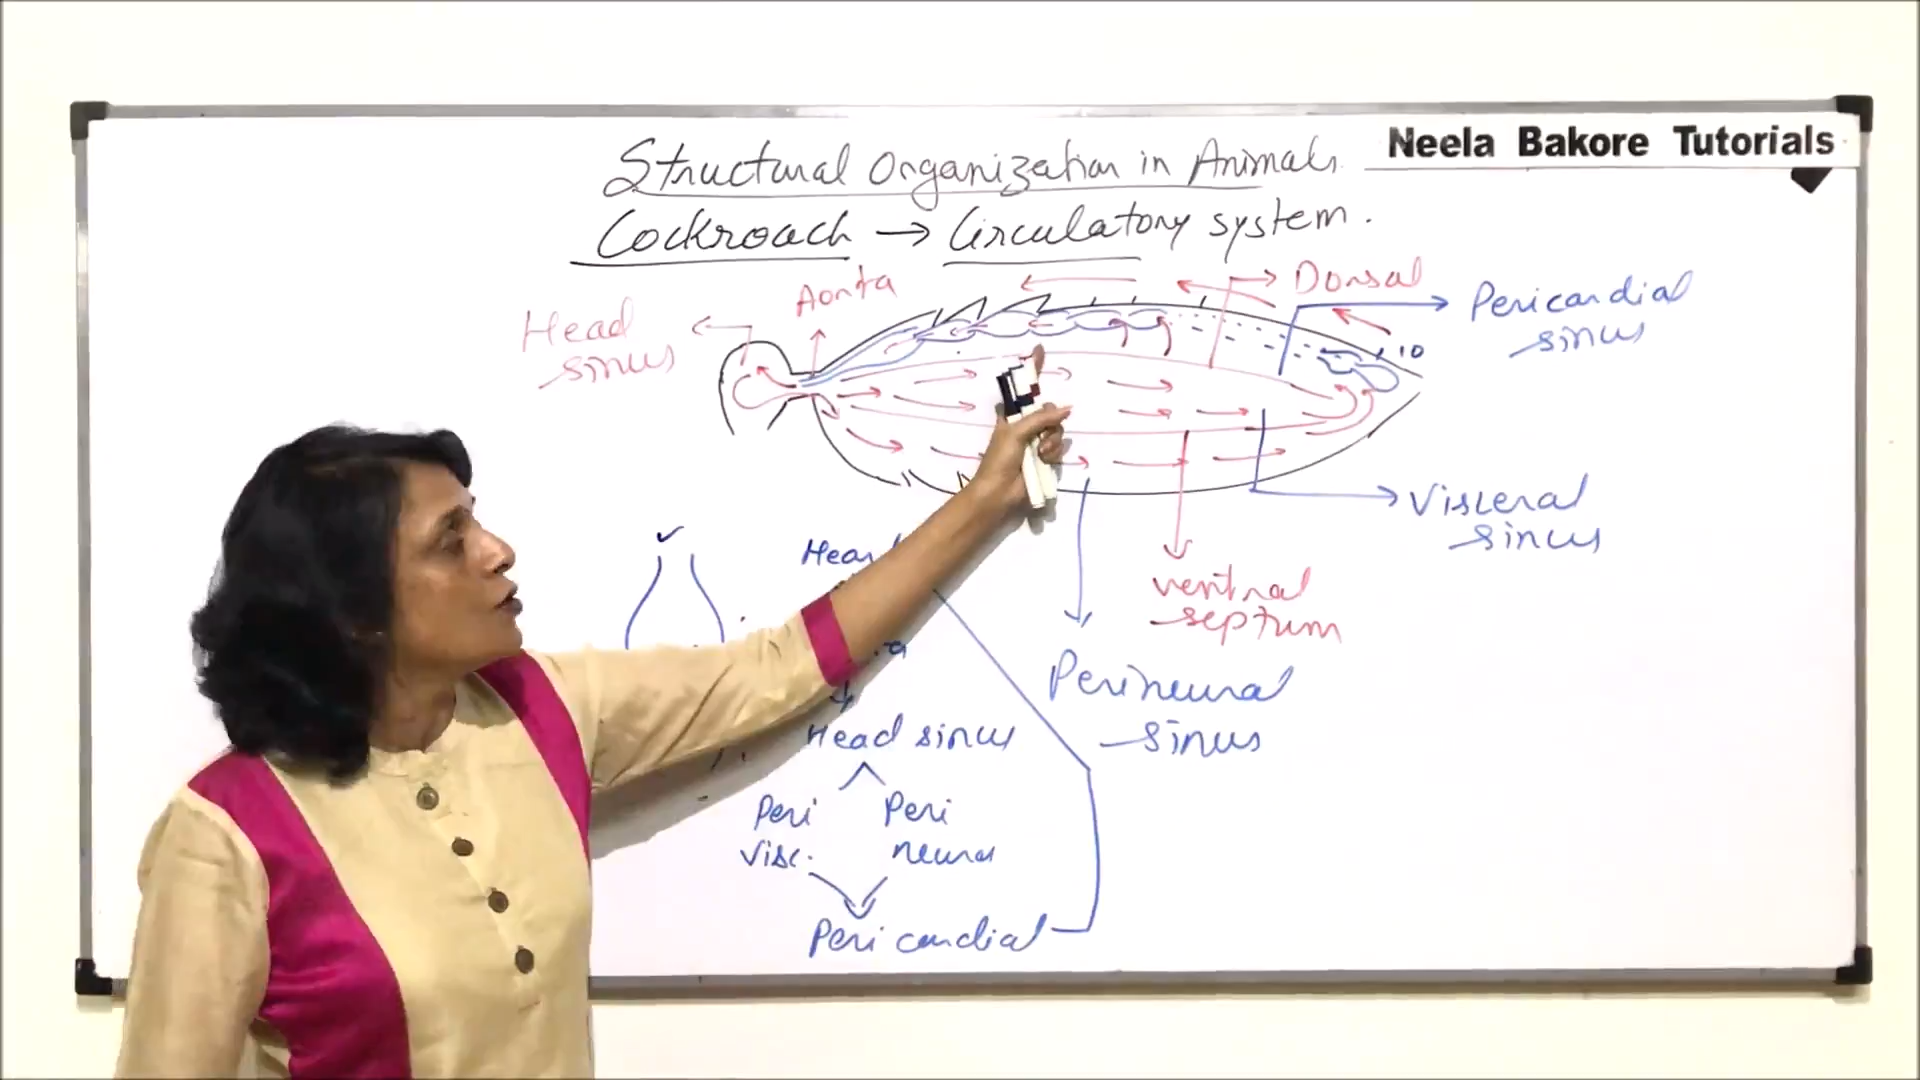 Neela Bakore Tutorials
Structural Organization in Animals.
Cockroach → Circulatory system.
Aorta
Dorsal
Head
sinus
Pericardial
sinus
10
Visceral
sinus
Hear
ventral
septum
Perineural
sinus
Head sinus
Peri
Visc.
Peri
neural
Pericardial